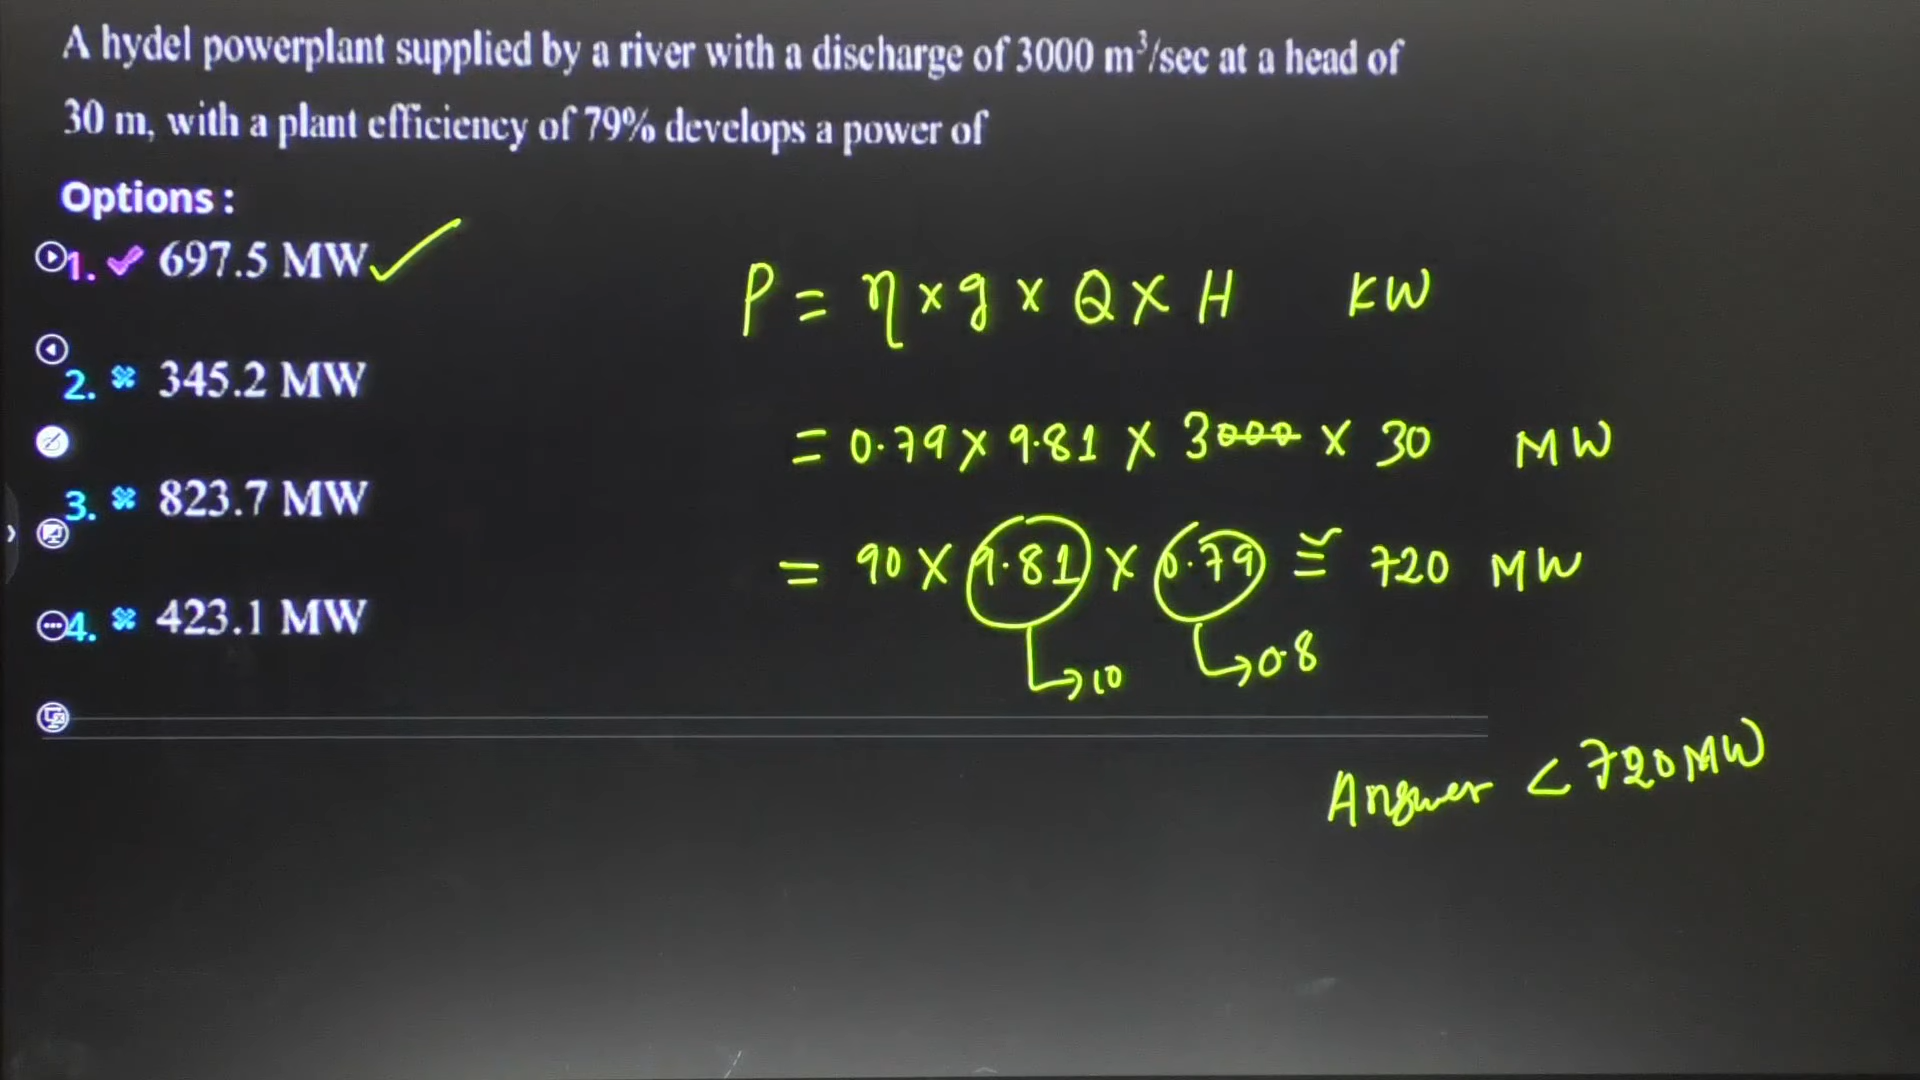 A hydel powerplant supplied by a river with a discharge of 3000 m³/sec at a head of
30 m, with a plant efficiency of 79% develops a power of
Options :
1. ✔ 697.5 MW ✓
2. ✖ 345.2 MW
3. ✖ 823.7 MW
4. ✖ 423.1 MW
P = η × g × Q × H KW
= 0.79 × 9.81 × 3000 × 30 MW
= 90 × 9.81 × 0.79 ≅ 720 MW
↳ 10 ↳ 0.8
Answer < 720 MW